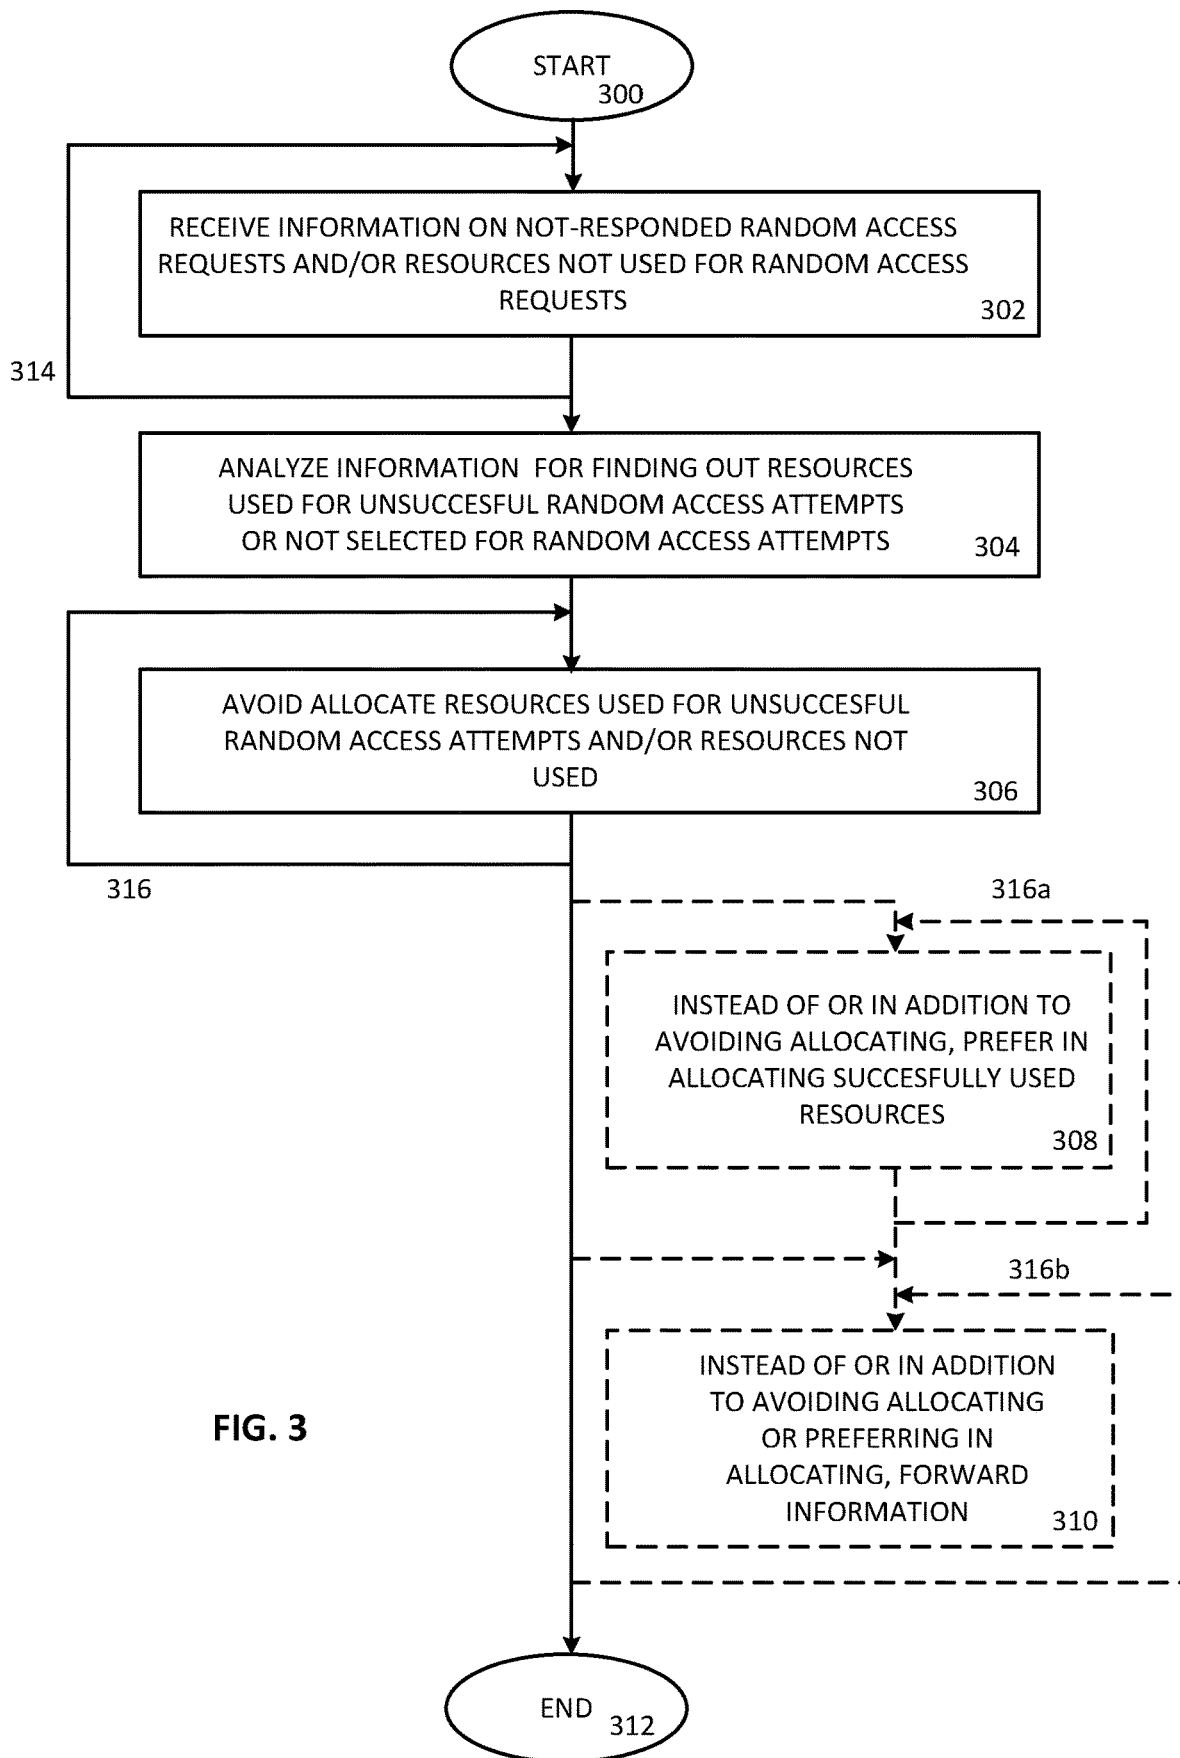 START
300
RECEIVE INFORMATION ON NOT-RESPONDED RANDOM ACCESS
REQUESTS AND/OR RESOURCES NOT USED FOR RANDOM ACCESS
REQUESTS
302
314
ANALYZE INFORMATION FOR FINDING OUT RESOURCES
USED FOR UNSUCCESFUL RANDOM ACCESS ATTEMPTS
OR NOT SELECTED FOR RANDOM ACCESS ATTEMPTS
304
AVOID ALLOCATE RESOURCES USED FOR UNSUCCESFUL
RANDOM ACCESS ATTEMPTS AND/OR RESOURCES NOT
USED
306
316
316a
INSTEAD OF OR IN ADDITION TO
AVOIDING ALLOCATING, PREFER IN
ALLOCATING SUCCESFULLY USED
RESOURCES
308
316b
INSTEAD OF OR IN ADDITION
TO AVOIDING ALLOCATING
OR PREFERRING IN
ALLOCATING, FORWARD
INFORMATION
310
FIG. 3
END
312